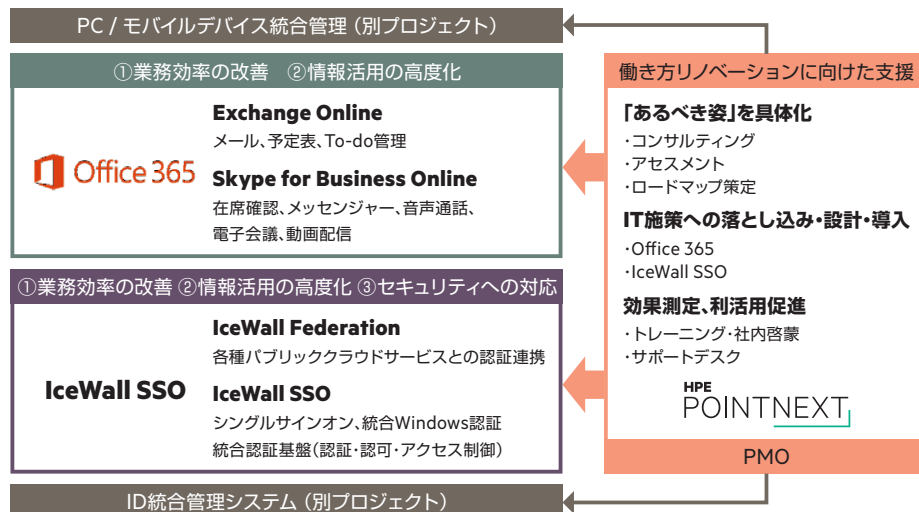 PC / モバイルデバイス統合管理（別プロジェクト）
①業務効率の改善　②情報活用の高度化
Office 365
Exchange Online
メール、予定表、To-do管理
Skype for Business Online
在席確認、メッセンジャー、音声通話、
電子会議、動画配信
①業務効率の改善 ②情報活用の高度化 ③セキュリティへの対応
IceWall SSO
IceWall Federation
各種パブリッククラウドサービスとの認証連携
IceWall SSO
シングルサインオン、統合Windows認証
統合認証基盤（認証・認可・アクセス制御）
ID統合管理システム（別プロジェクト）
働き方リノベーションに向けた支援
「あるべき姿」を具体化
・コンサルティング
・アセスメント
・ロードマップ策定
IT施策への落とし込み・設計・導入
・Office 365
・IceWall SSO
効果測定、利活用促進
・トレーニング・社内啓蒙
・サポートデスク
HPE
POINTNEXT
PMO